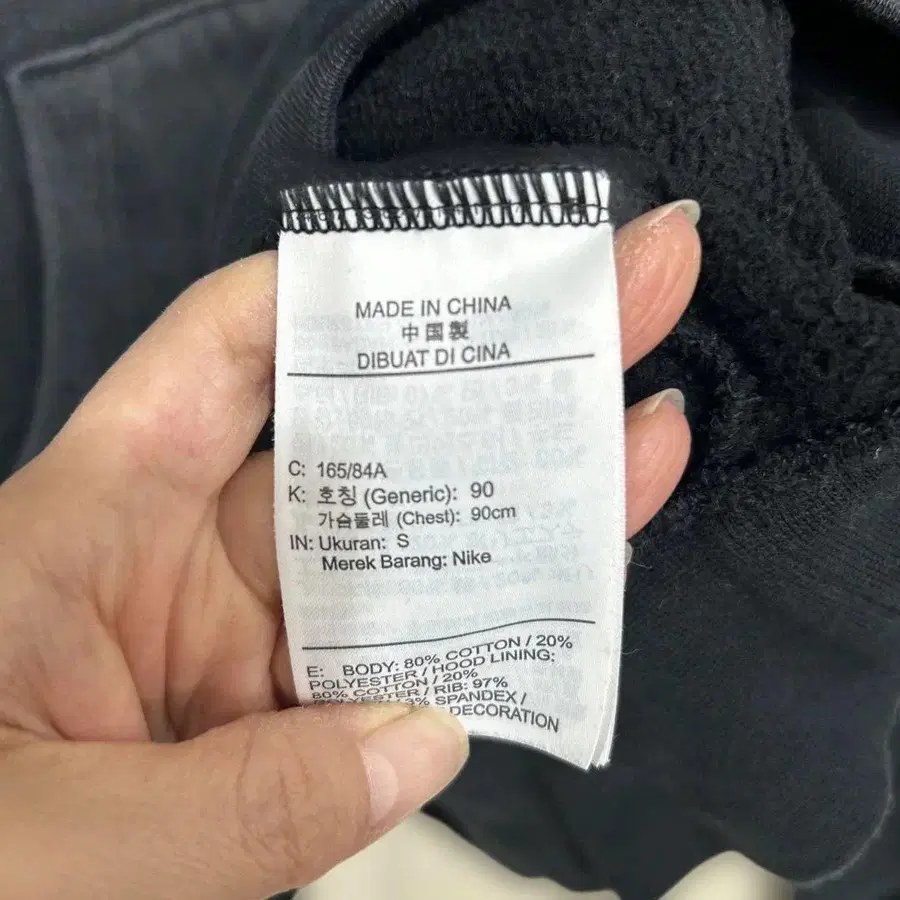 MADE IN CHINA
中国製
DIBUAT DI CINA
C: 165/84A
K: 호칭 (Generic): 90
가슴둘레 (Chest): 90cm
IN: Ukuran: S
Merek Barang: Nike
E: BODY: 80% COTTON / 20%
POLYESTER / HOOD LINING:
80% COTTON / 20%
POLYESTER / RIB: 97%
3% SPANDEX /
DECORATION